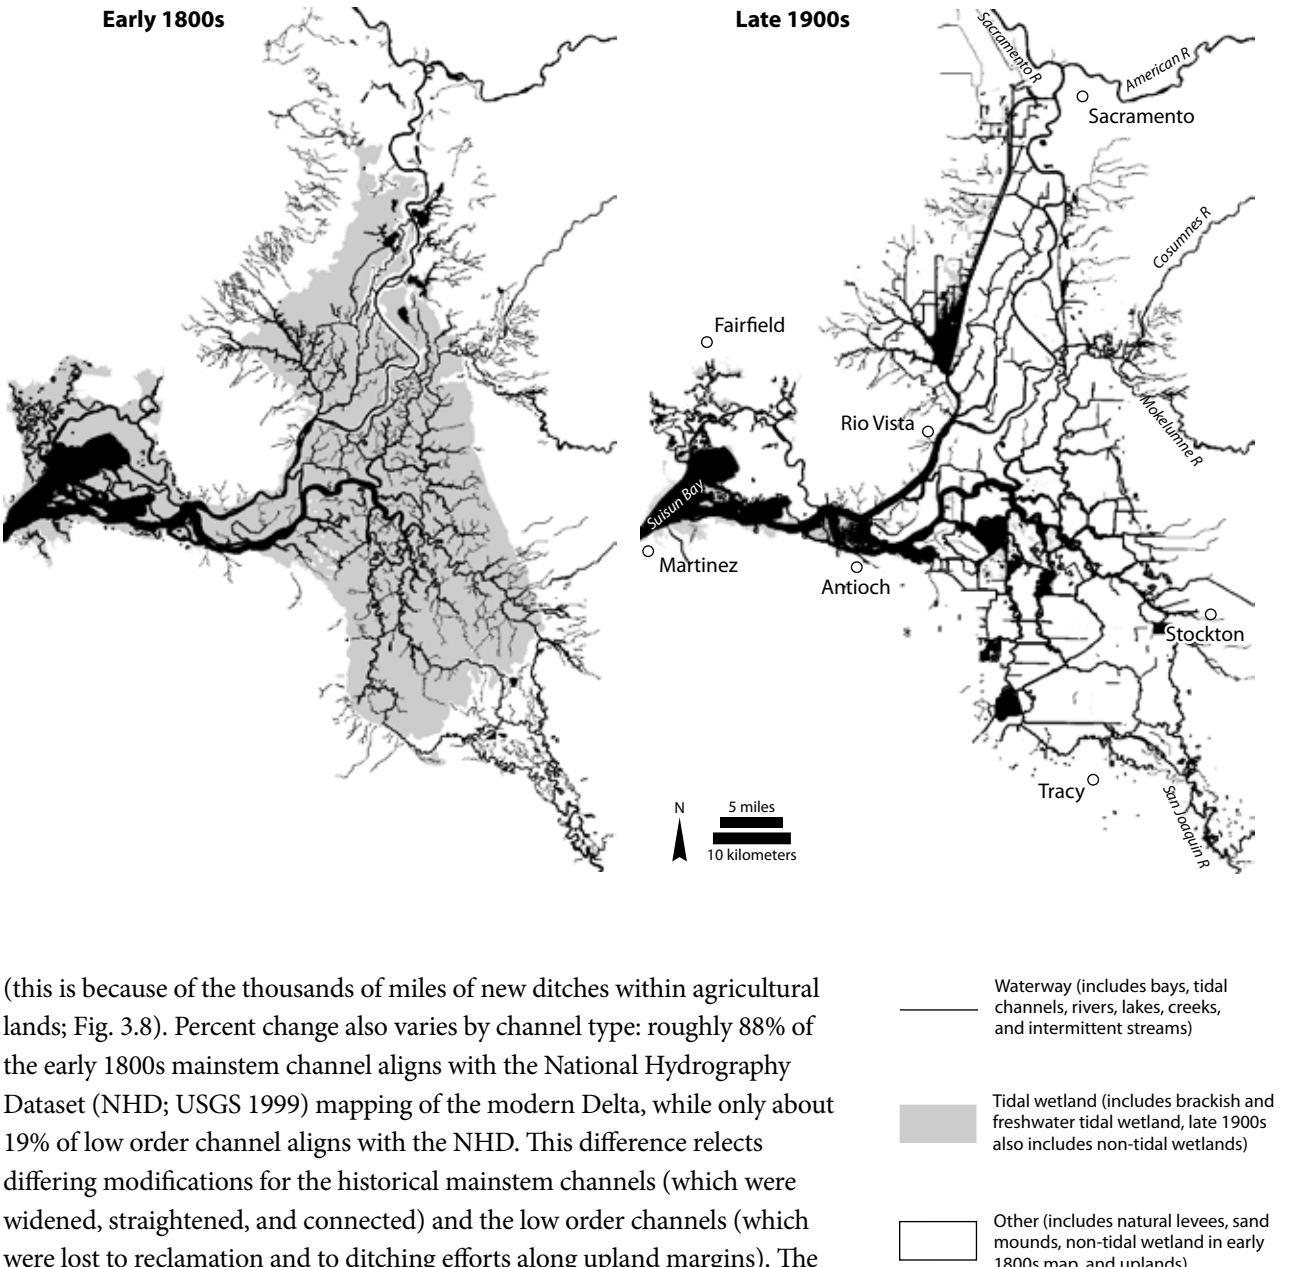 Early 1800s
Late 1900s
Sacramento R
American R
Sacramento
Cosumnes R
Fairfield
Rio Vista
Mokelumne R
Suisun Bay
Martinez
Antioch
Stockton
Tracy
San Joaquin R
N
5 miles
10 kilometers
(this is because of the thousands of miles of new ditches within agricultural
lands; Fig. 3.8). Percent change also varies by channel type: roughly 88% of
the early 1800s mainstem channel aligns with the National Hydrography
Dataset (NHD; USGS 1999) mapping of the modern Delta, while only about
19% of low order channel aligns with the NHD. This difference relects
differing modifications for the historical mainstem channels (which were
widened, straightened, and connected) and the low order channels (which
were lost to reclamation and to ditching efforts along upland margins). The
Waterway (includes bays, tidal
channels, rivers, lakes, creeks,
and intermittent streams)
Tidal wetland (includes brackish and
freshwater tidal wetland, late 1900s
also includes non-tidal wetlands)
Other (includes natural levees, sand
mounds, non-tidal wetland in early
1800s map, and uplands)